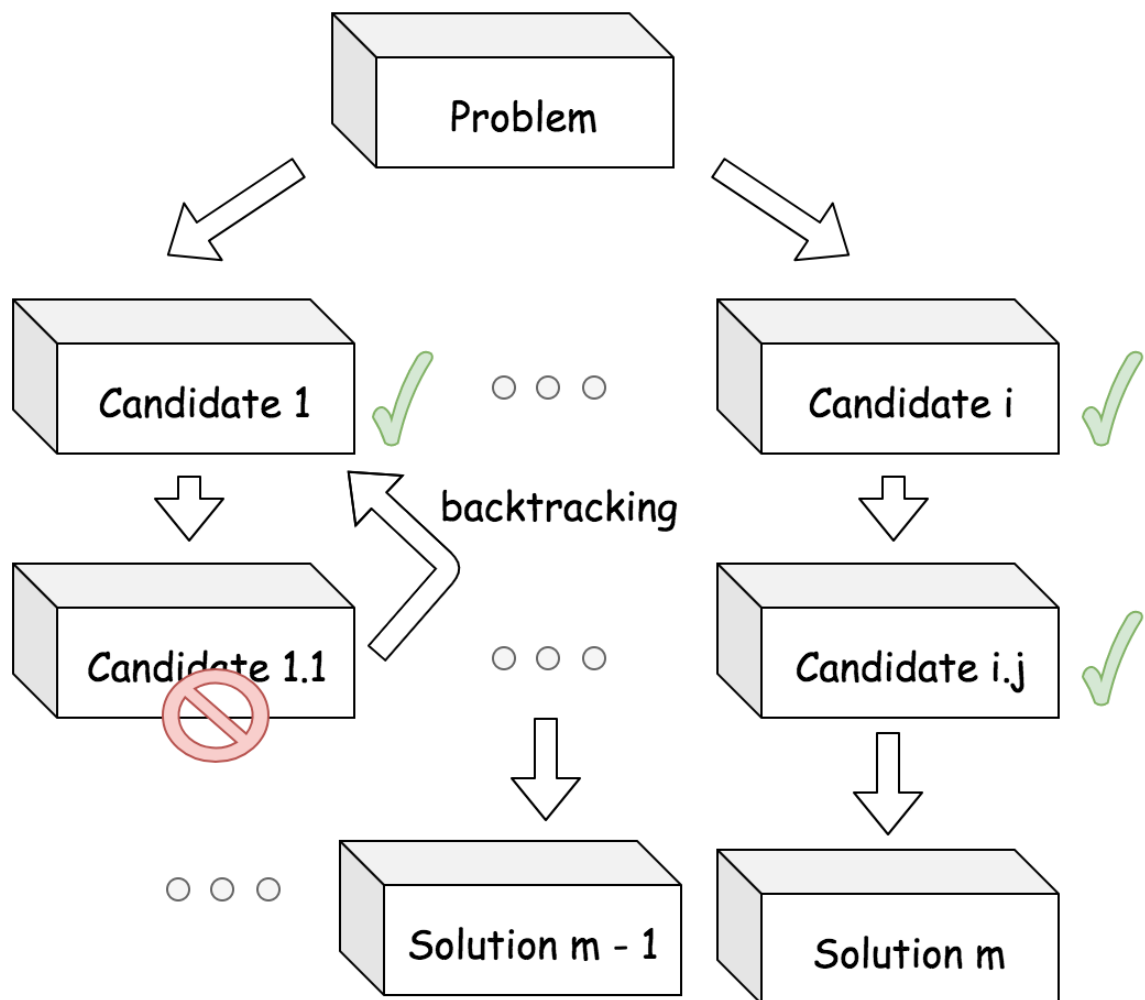 Problem
Candidate 1
Candidate i
backtracking
Candidate 1.1
Candidate i.j
Solution m - 1
Solution m